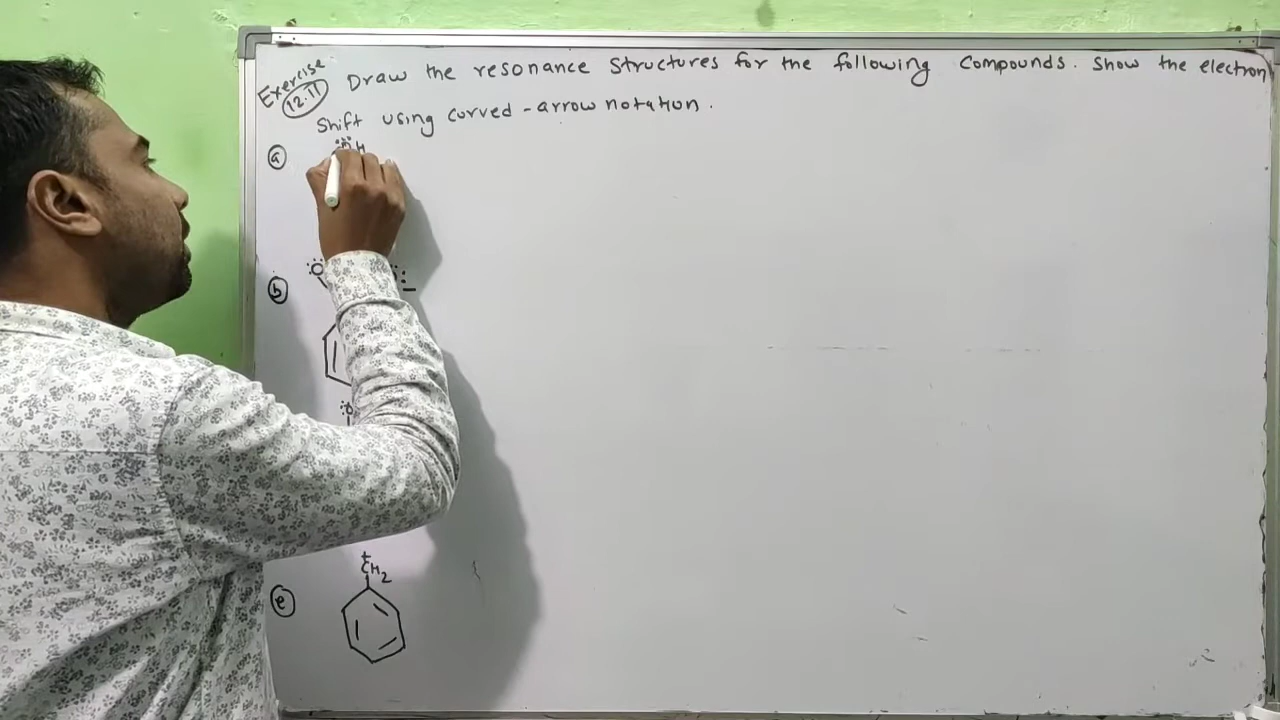 Exercise 12.11 Draw the resonance structures for the following compounds. Show the electron
shift using curved-arrow notation.
a
H
b
O
e
+
CH2